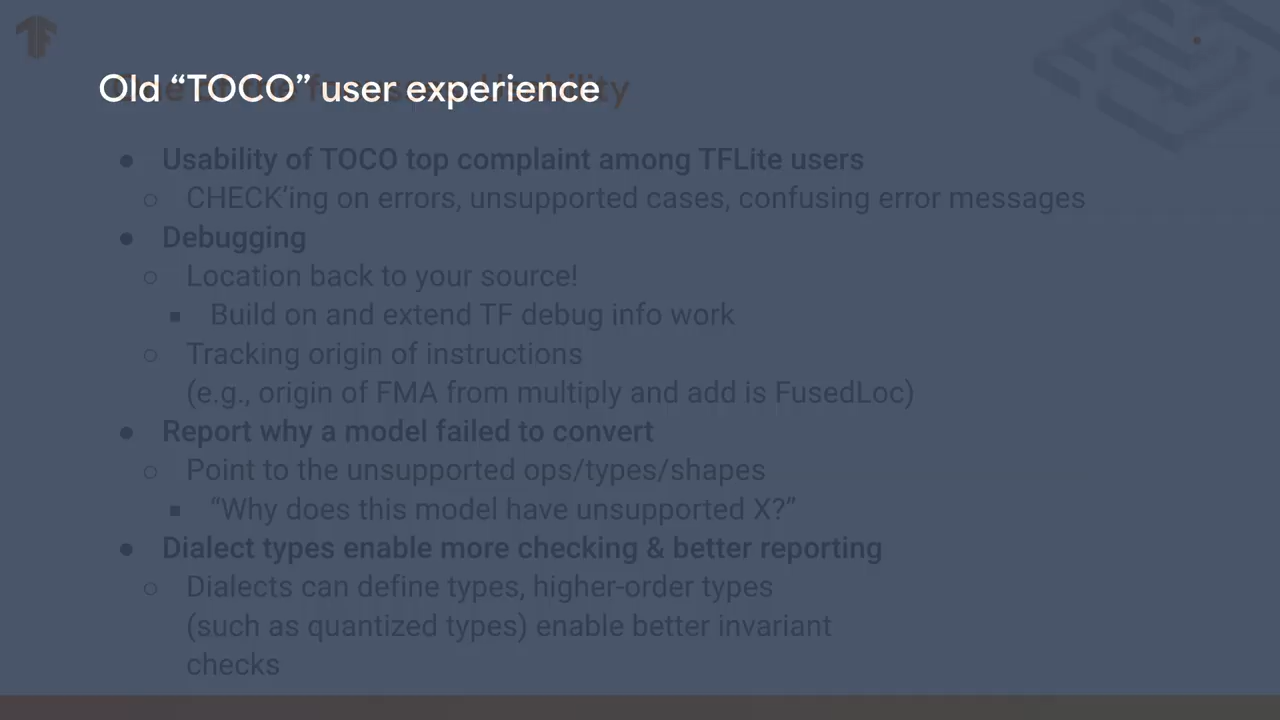 Old “TOCO” user experience
● Usability of TOCO top complaint among TFLite users
○ CHECK’ing on errors, unsupported cases, confusing error messages
● Debugging
○ Location back to your source!
■ Build on and extend TF debug info work
○ Tracking origin of instructions
(e.g., origin of FMA from multiply and add is FusedLoc)
● Report why a model failed to convert
○ Point to the unsupported ops/types/shapes
■ “Why does this model have unsupported X?”
● Dialect types enable more checking & better reporting
○ Dialects can define types, higher-order types
(such as quantized types) enable better invariant
checks